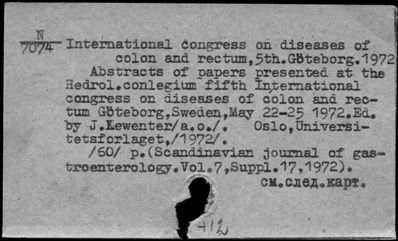 N
7074
International congress on diseases of
colon and rectum, 5th. Göteborg. 1972
Abstracts of papers presented at the
Hedrol. conlegium fifth International
congress on diseases of colon and rec-
tum Göteborg, Sweden, May 22-25 1972. Ed.
by J. Kewenter/a.o./. Oslo, Universi-
tetsforlaget, /1972/.
/60/ p. (Scandinavian journal of gas-
troenterology. Vol. 7, Suppl. 17, 1972).
см. след. карт.
412